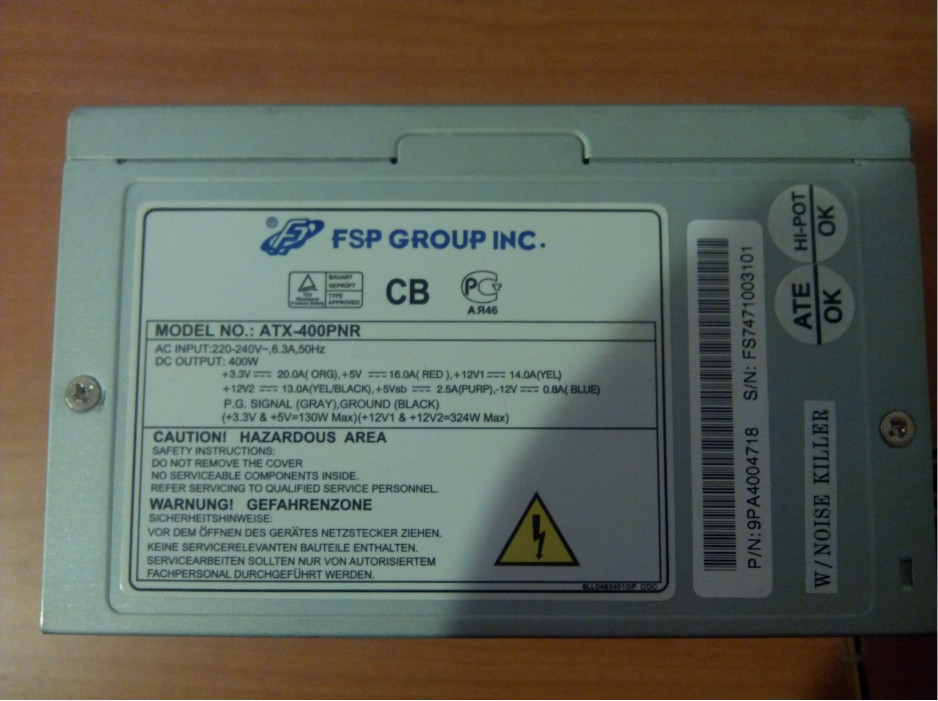 ® FSP GROUP INC.
BAUART
GEPRÜFT
TYPE
APPROVED
CB
PC
АЯ46
MODEL NO.: ATX-400PNR
AC INPUT:220-240V~,6.3A,50Hz
DC OUTPUT: 400W
+3.3V 20.0A( ORG),+5V 16.0A( RED ),+12V1 14.0A(YEL)
+12V2 13.0A(YEL/BLACK),+5Vsb 2.5A(PURP),-12V 0.8A( BLUE)
P.G. SIGNAL (GRAY),GROUND (BLACK)
(+3.3V & +5V=130W Max)(+12V1 & +12V2=324W Max)
CAUTION! HAZARDOUS AREA
SAFETY INSTRUCTIONS:
DO NOT REMOVE THE COVER
NO SERVICEABLE COMPONENTS INSIDE.
REFER SERVICING TO QUALIFIED SERVICE PERSONNEL.
WARNUNG! GEFAHRENZONE
SICHERHEITSHINWEISE:
VOR DEM ÖFFNEN DES GERÄTES NETZSTECKER ZIEHEN.
KEINE SERVICERELEVANTEN BAUTEILE ENTHALTEN.
SERVICEARBEITEN SOLLTEN NUR VON AUTORISIERTEM
FACHPERSONAL DURCHGEFÜHRT WERDEN.
P/N:9PA4004718 S/N: FS7471003101
HI-POT
OK
ATE
OK
W/NOISE KILLER